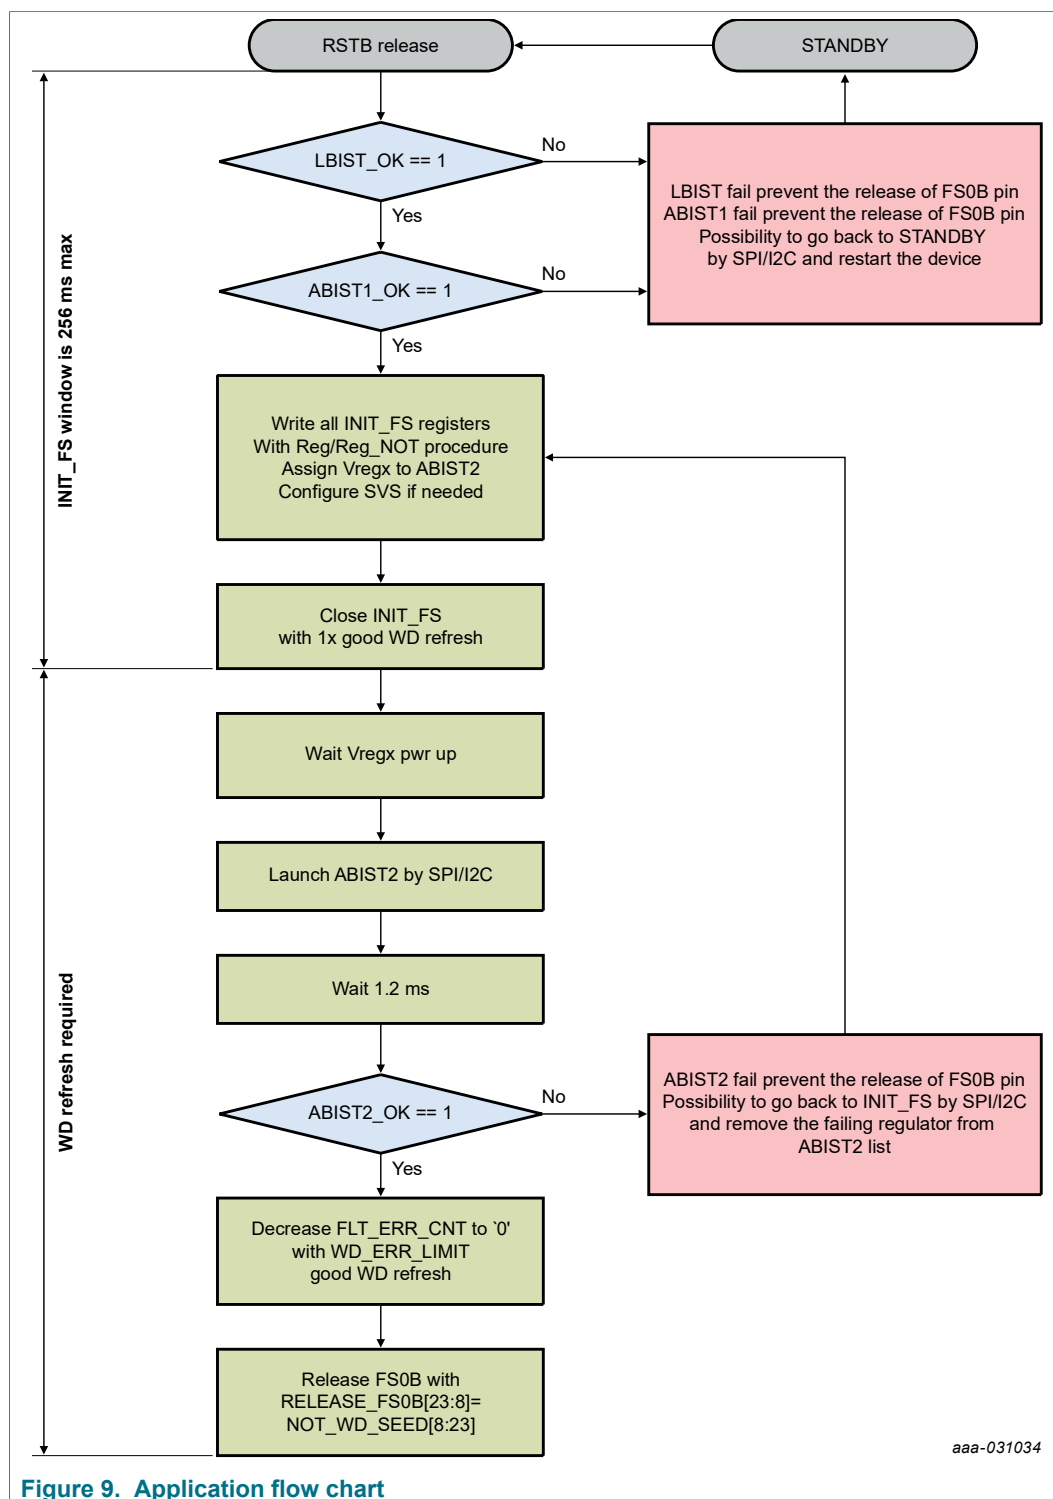 RSTB release
STANDBY
LBIST_OK == 1
No
Yes
LBIST fail prevent the release of FS0B pin
ABIST1 fail prevent the release of FS0B pin
Possibility to go back to STANDBY
by SPI/I2C and restart the device
ABIST1_OK == 1
No
Yes
INIT_FS window is 256 ms max
Write all INIT_FS registers
With Reg/Reg_NOT procedure
Assign Vregx to ABIST2
Configure SVS if needed
Close INIT_FS
with 1x good WD refresh
Wait Vregx pwr up
Launch ABIST2 by SPI/I2C
Wait 1.2 ms
WD refresh required
ABIST2_OK == 1
No
Yes
ABIST2 fail prevent the release of FS0B pin
Possibility to go back to INIT_FS by SPI/I2C
and remove the failing regulator from
ABIST2 list
Decrease FLT_ERR_CNT to `0'
with WD_ERR_LIMIT
good WD refresh
Release FS0B with
RELEASE_FS0B[23:8]=
NOT_WD_SEED[8:23]
aaa-031034
Figure 9. Application flow chart